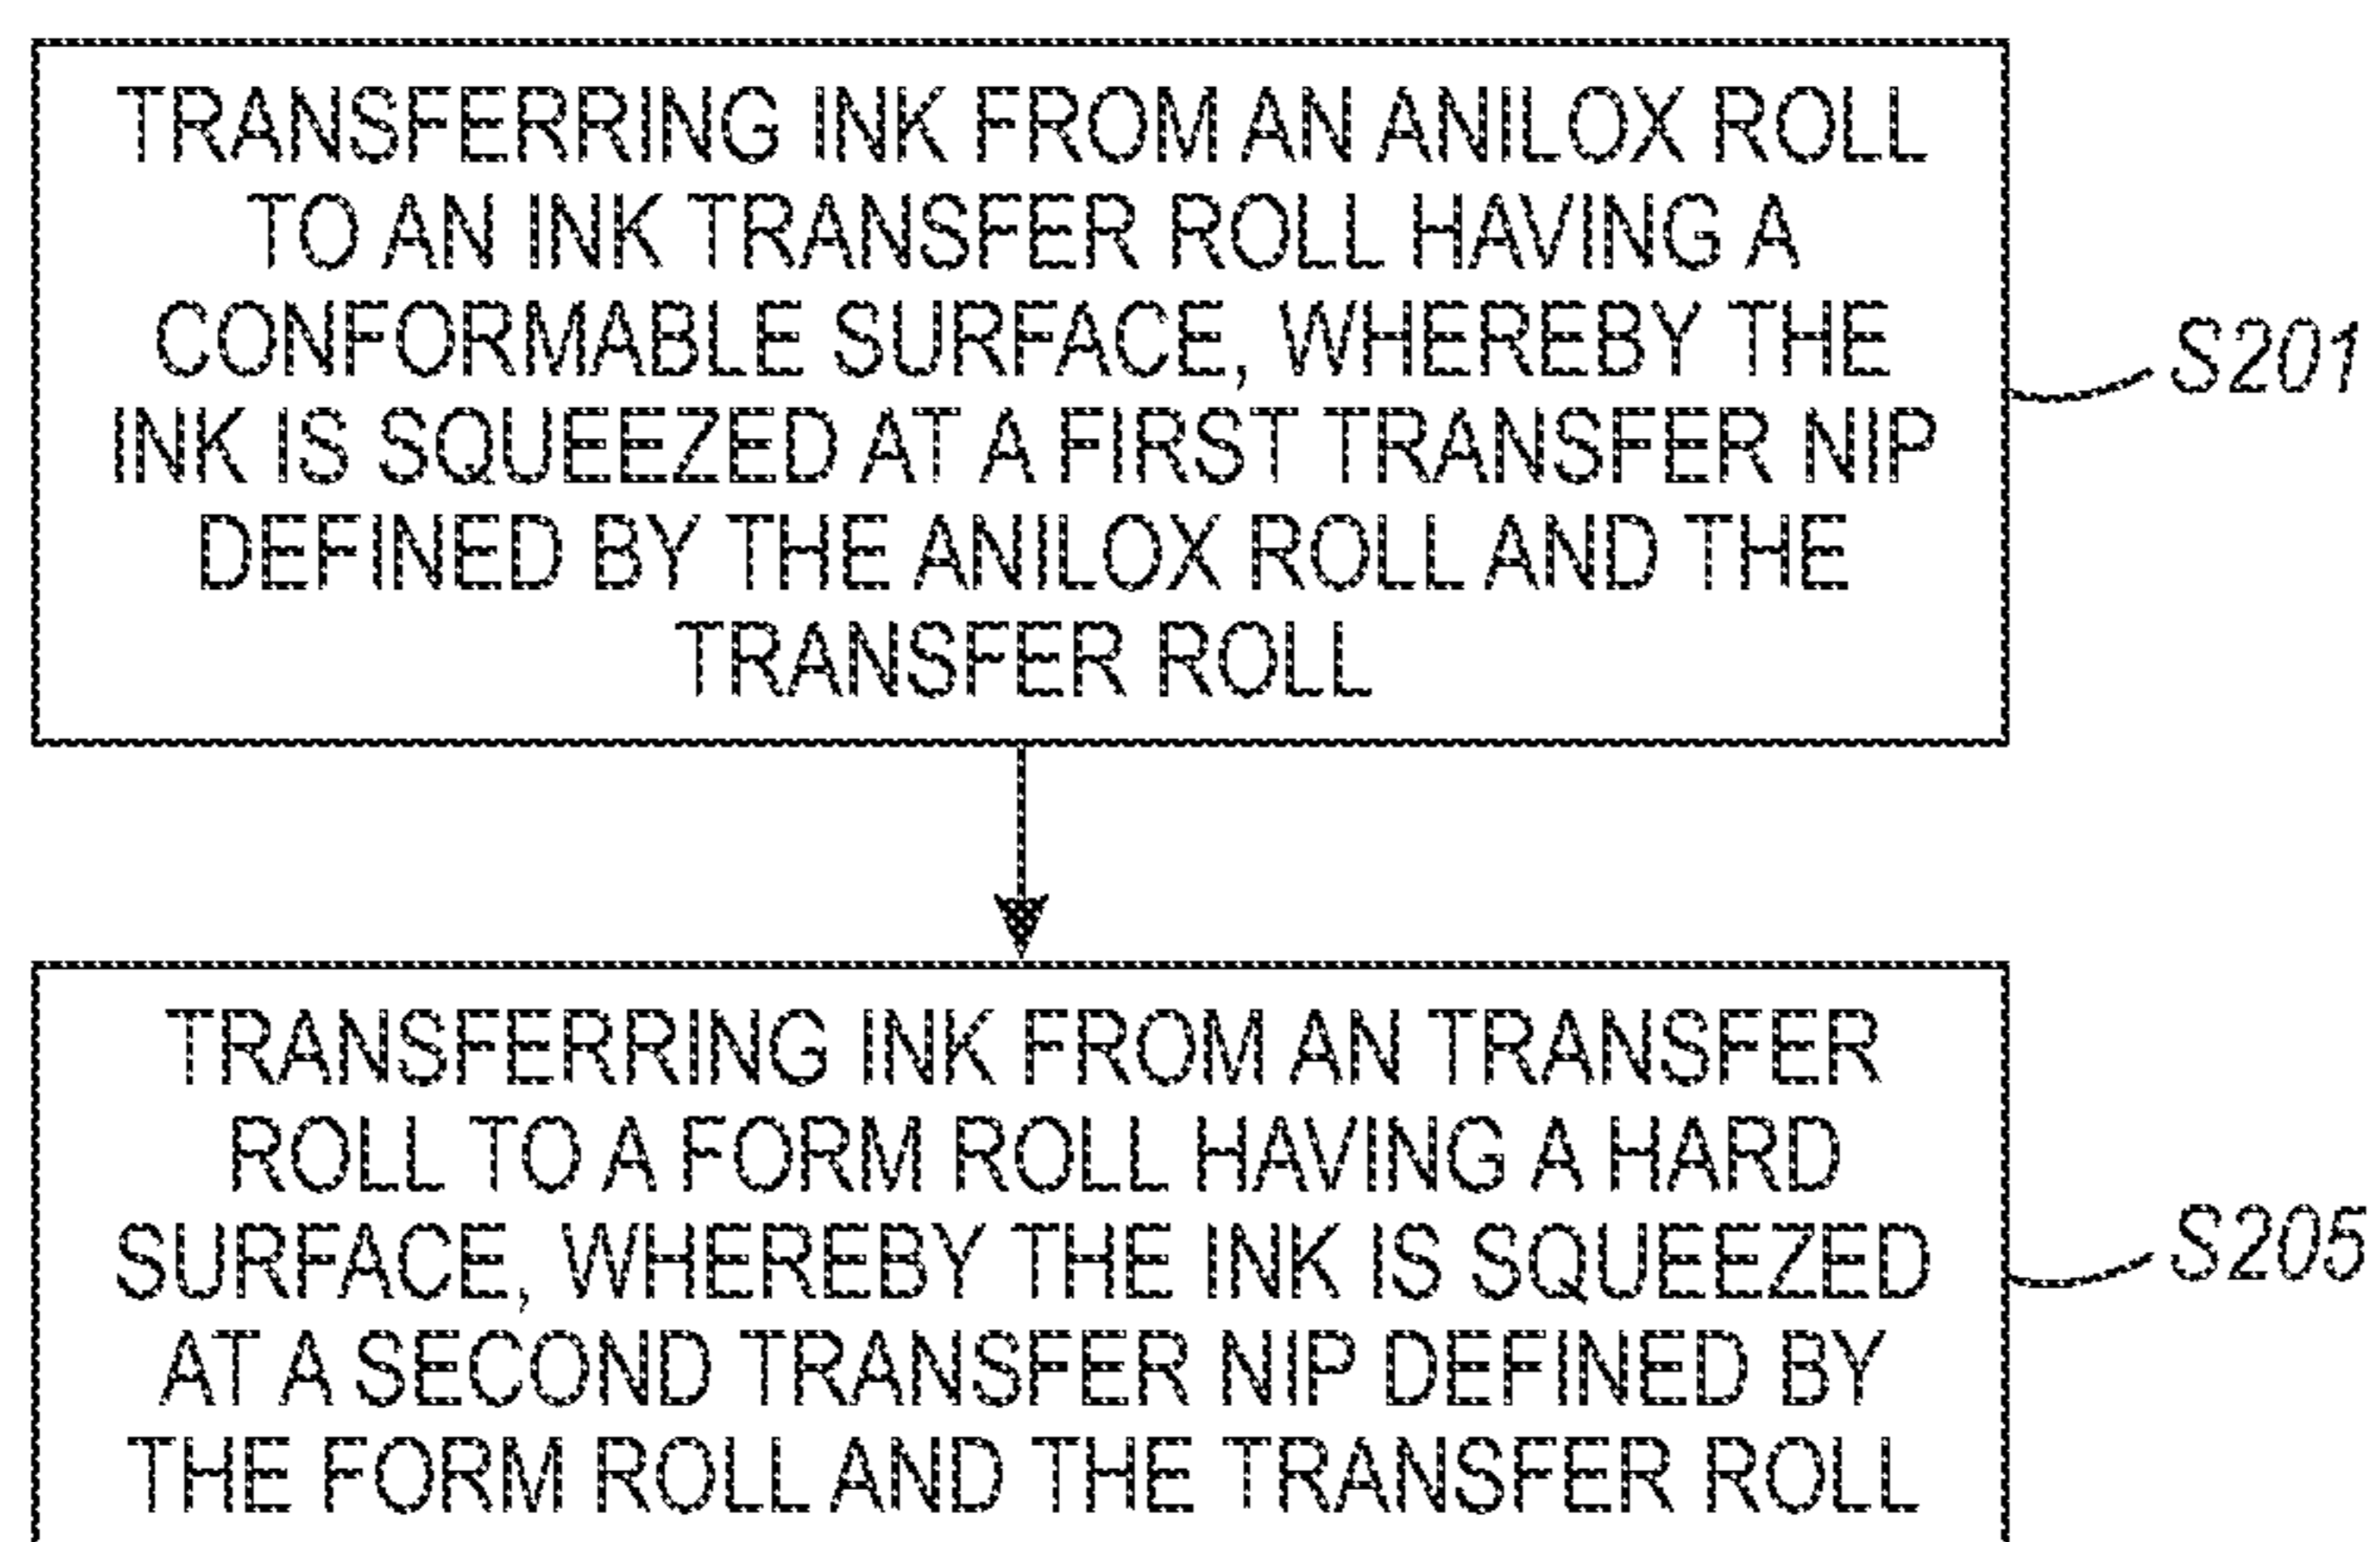 TRANSFERRING INK FROM AN ANILOX ROLL
TO AN INK TRANSFER ROLL HAVING A
CONFORMABLE SURFACE, WHEREBY THE
INK IS SQUEEZED AT A FIRST TRANSFER NIP
DEFINED BY THE ANILOX ROLL AND THE
TRANSFER ROLL
S201
TRANSFERRING INK FROM AN TRANSFER
ROLL TO A FORM ROLL HAVING A HARD
SURFACE, WHEREBY THE INK IS SQUEEZED
AT A SECOND TRANSFER NIP DEFINED BY
THE FORM ROLL AND THE TRANSFER ROLL
S205